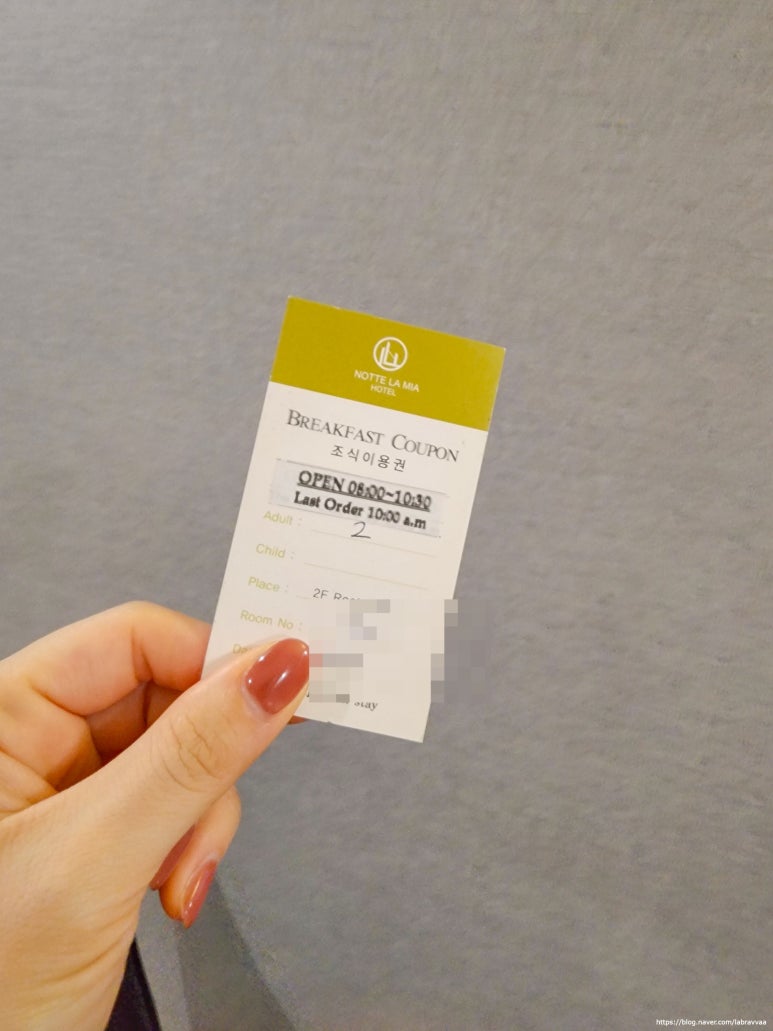 NOTTE LA MIA
HOTEL
BREAKFAST COUPON
조식이용권
OPEN 08:00~10:30
Last Order 10:00 a.m
Adult : 2
Child :
Place : 2F
Room No :
stay
https://blog.naver.com/labravvaa